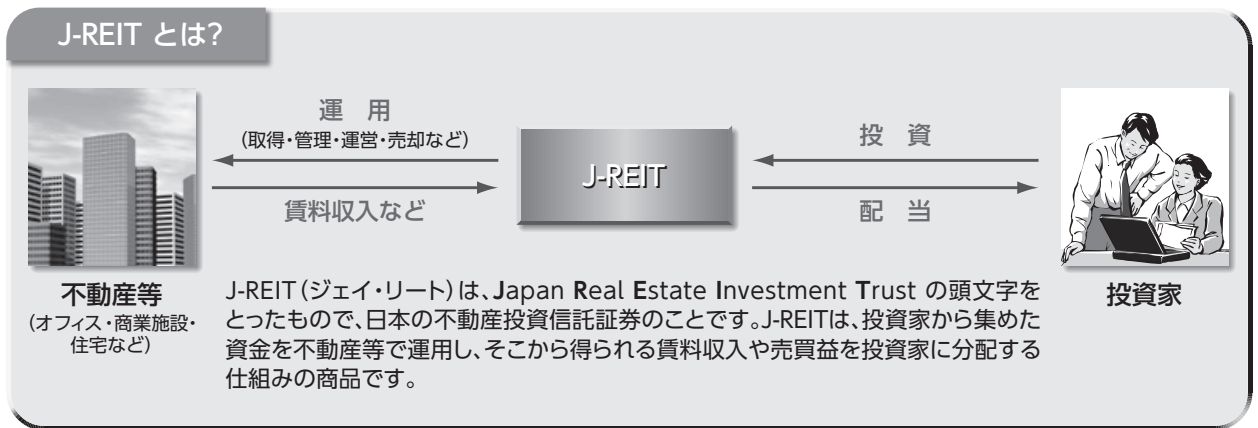 J-REIT とは?
運 用
(取得・管理・運営・売却など)
賃料収入など
J-REIT
投 資
配 当
不動産等
(オフィス・商業施設・
住宅など)
J-REIT(ジェイ・リート)は、Japan Real Estate Investment Trust の頭文字を
とったもので、日本の不動産投資信託証券のことです。J-REITは、投資家から集めた
資金を不動産等で運用し、そこから得られる賃料収入や売買益を投資家に分配する
仕組みの商品です。
投資家